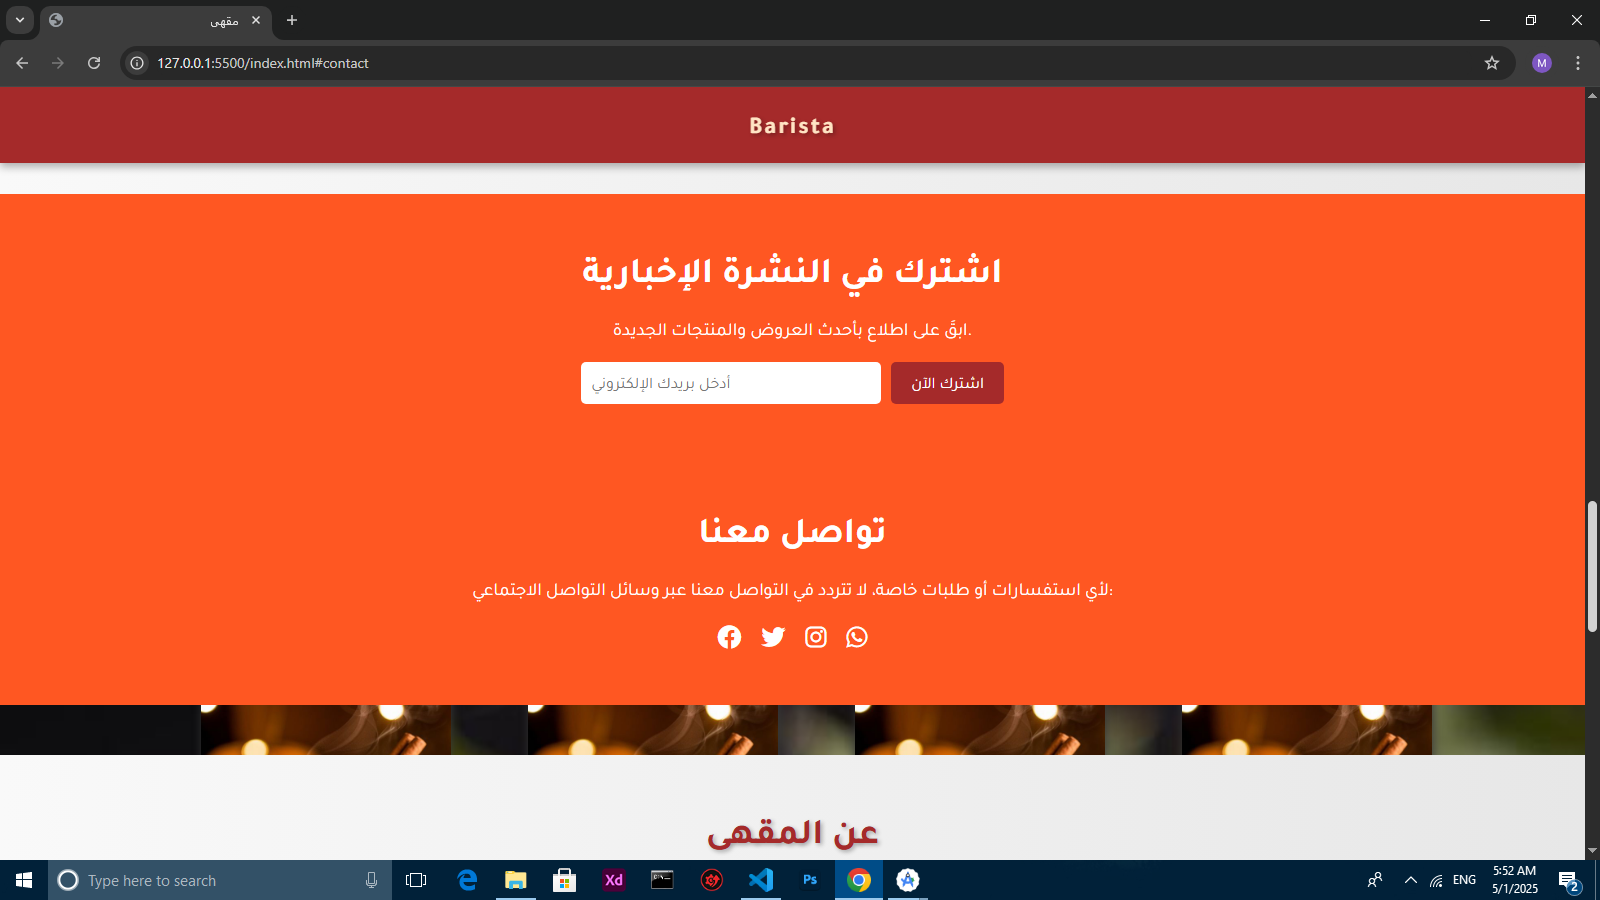 مقهى
127.0.0.1:5500/index.html#contact
M
Barista
اشترك في النشرة الإخبارية
ابقَ على اطلاع بأحدث العروض والمنتجات الجديدة.
أدخل بريدك الإلكتروني
اشترك الآن
تواصل معنا
لأي استفسارات أو طلبات خاصة، لا تتردد في التواصل معنا عبر وسائل التواصل الاجتماعي:
عن المقهى
Type here to search
Xd
Ps
ENG
5:52 AM
5/1/2025
2